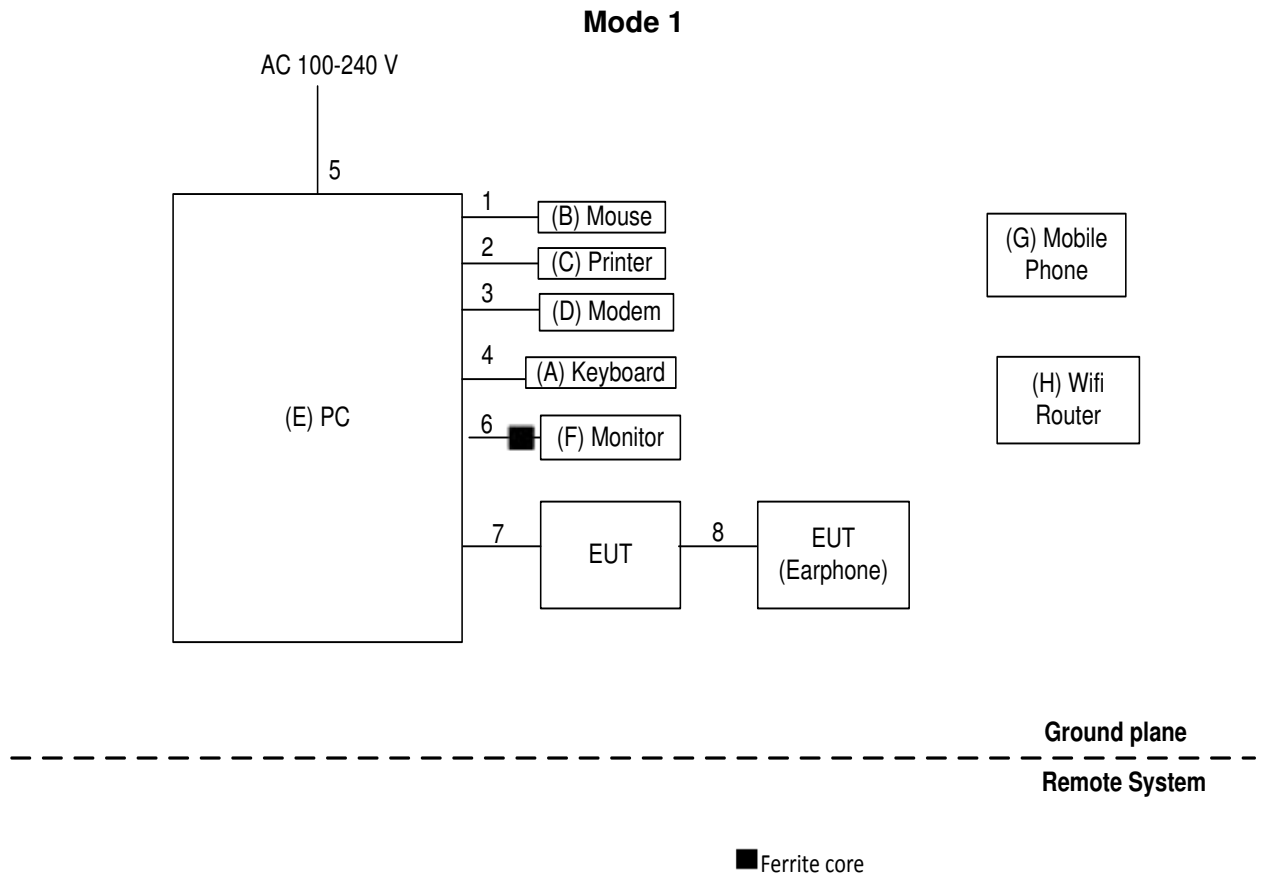 Mode 1
AC 100-240 V
5
1
(B) Mouse
2
(C) Printer
3
(D) Modem
4
(A) Keyboard
(E) PC
6
(F) Monitor
7
EUT
8
EUT
(Earphone)
(G) Mobile
Phone
(H) Wifi
Router
Ground plane
Remote System
Ferrite core